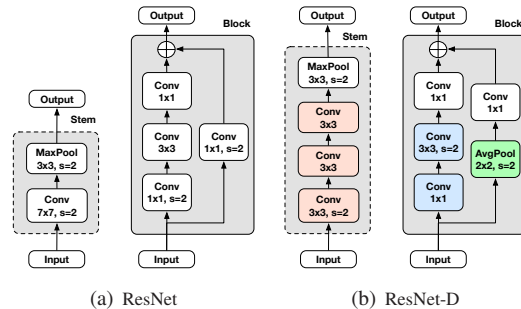 Output
Stem
MaxPool
3x3, s=2
Conv
7x7, s=2
Input
Output
Block
Conv
1x1
Conv
3x3
Conv
1x1, s=2
Conv
1x1, s=2
Input
(a) ResNet
Output
Stem
MaxPool
3x3, s=2
Conv
3x3
Conv
3x3
Conv
3x3, s=2
Input
Output
Block
Conv
1x1
Conv
3x3, s=2
Conv
1x1
Conv
1x1
AvgPool
2x2, s=2
Input
(b) ResNet-D